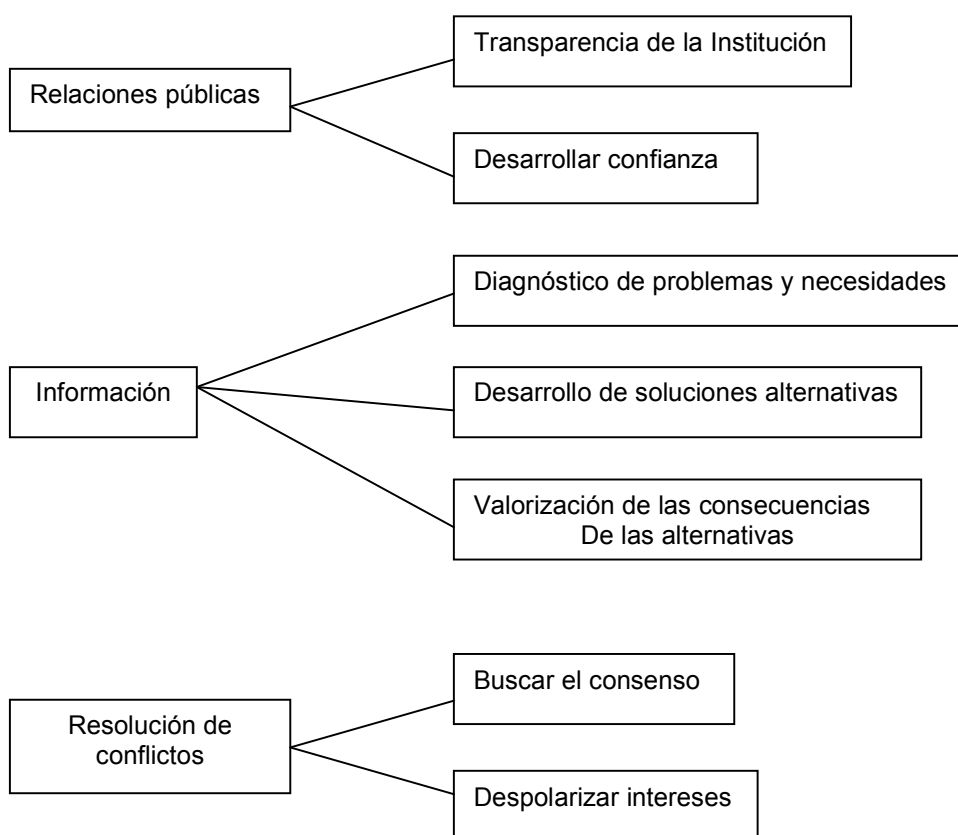 Relaciones públicas
Transparencia de la Institución
Desarrollar confianza
Información
Diagnóstico de problemas y necesidades
Desarrollo de soluciones alternativas
Valorización de las consecuencias
De las alternativas
Resolución de
conflictos
Buscar el consenso
Despolarizar intereses